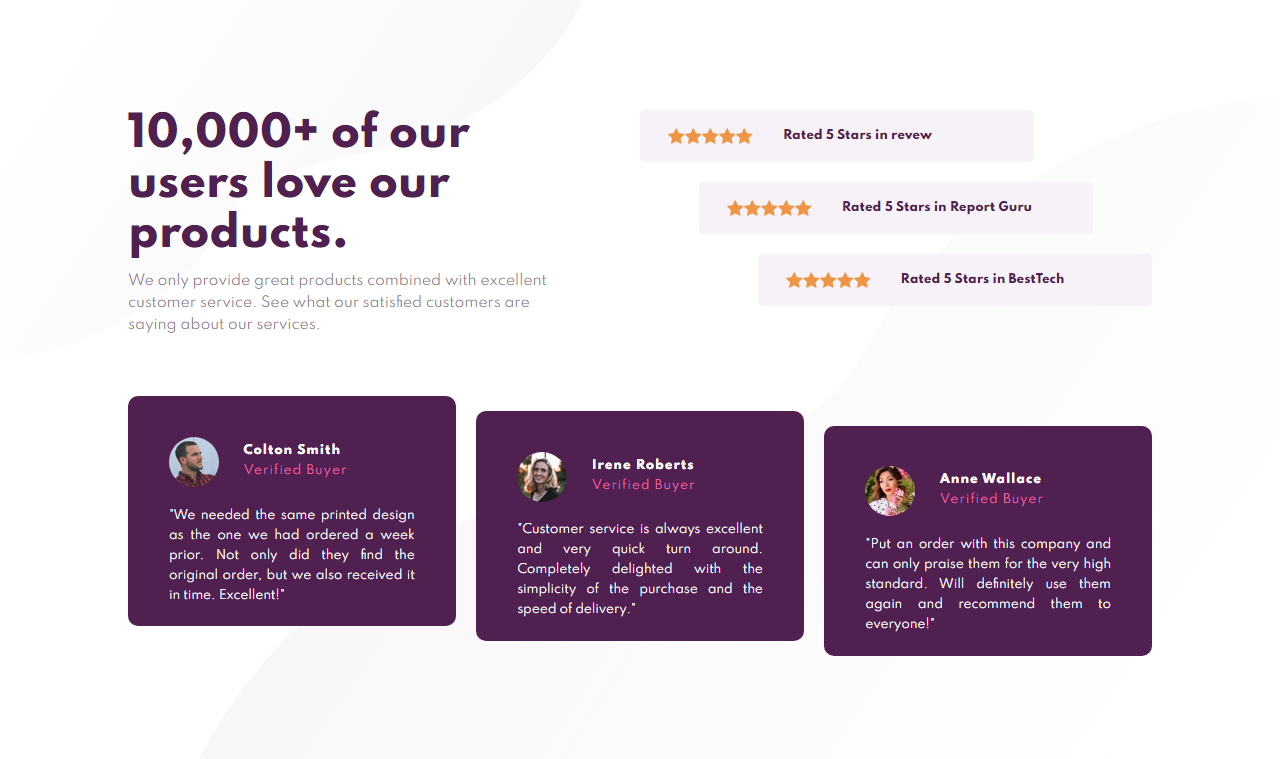 10,000+ of our
users love our
products.
We only provide great products combined with excellent
customer service. See what our satisfied customers are
saying about our services.
Rated 5 Stars in revew
Rated 5 Stars in Report Guru
Rated 5 Stars in BestTech
Colton Smith
Verified Buyer
"We needed the same printed design
as the one we had ordered a week
prior. Not only did they find the
original order, but we also received it
in time. Excellent!"
Irene Roberts
Verified Buyer
"Customer service is always excellent
and very quick turn around.
Completely delighted with the
simplicity of the purchase and the
speed of delivery."
Anne Wallace
Verified Buyer
"Put an order with this company and
can only praise them for the very high
standard. Will definitely use them
again and recommend them to
everyone!"